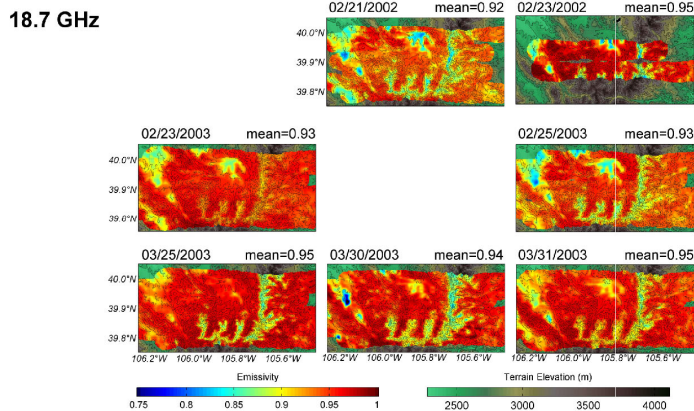 18.7 GHz
02/21/2002 mean=0.92
02/23/2002 mean=0.95
40.0°N
39.9°N
39.8°N
02/23/2003 mean=0.93
02/25/2003 mean=0.93
40.0°N
39.9°N
39.8°N
03/25/2003 mean=0.95
03/30/2003 mean=0.94
03/31/2003 mean=0.95
40.0°N
39.9°N
39.8°N
106.2°W 106.0°W 105.8°W 105.6°W
106.2°W 106.0°W 105.8°W 105.6°W
106.2°W 106.0°W 105.8°W 105.6°W
Emissivity
Terrain Elevation (m)
0.75 0.8 0.85 0.9 0.95 1
2500 3000 3500 4000